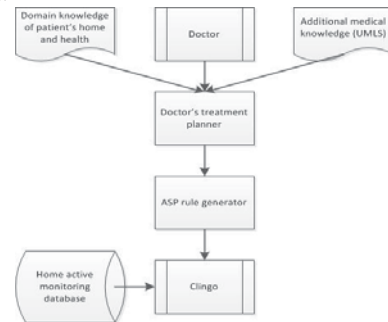 Domain knowledge
of patient's home
and health
Doctor
Additional medical
knowledge (UMLS)
Doctor's treatment
planner
ASP rule generator
Home active
monitoring
database
Clingo